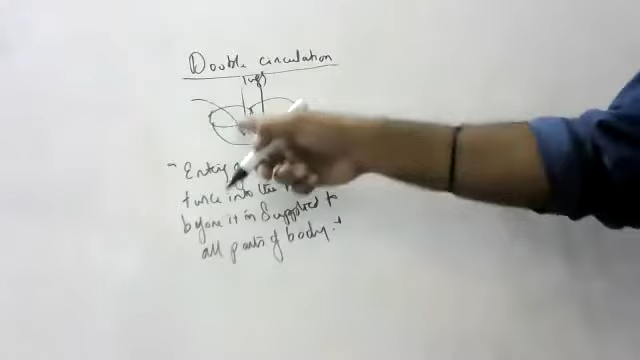 Double circulation
"Entry
twice into the
before it is Supplied to
all parts of body."